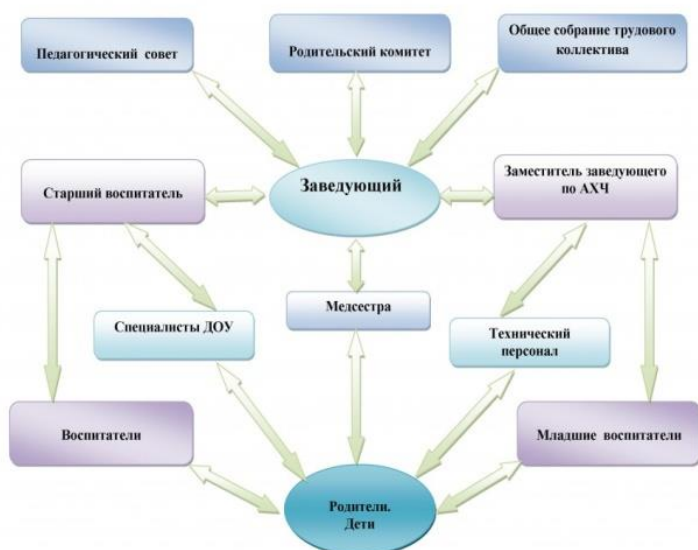 Педагогический совет
Родительский комитет
Общее собрание трудового
коллектива
Старший воспитатель
Заведующий
Заместитель заведующего
по АХЧ
Специалисты ДОУ
Медсестра
Технический
персонал
Воспитатели
Младшие воспитатели
Родители.
Дети